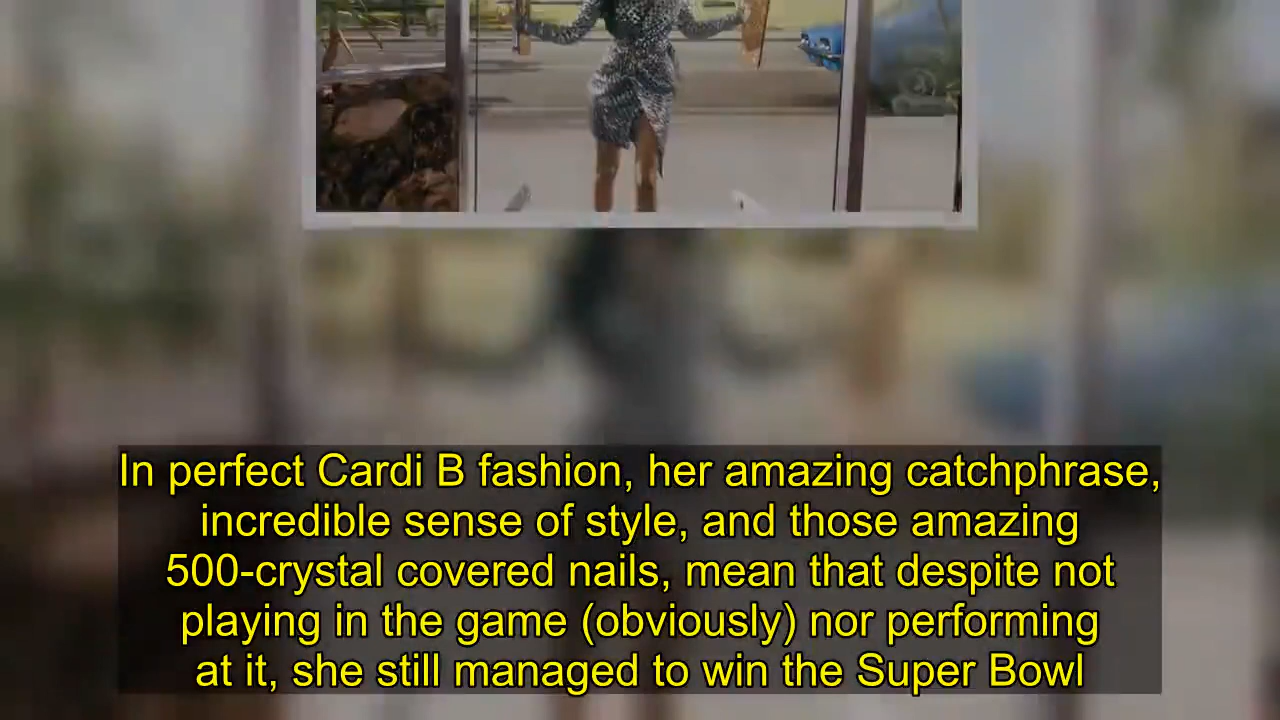 In perfect Cardi B fashion, her amazing catchphrase,
incredible sense of style, and those amazing
500-crystal covered nails, mean that despite not
playing in the game (obviously) nor performing
at it, she still managed to win the Super Bowl